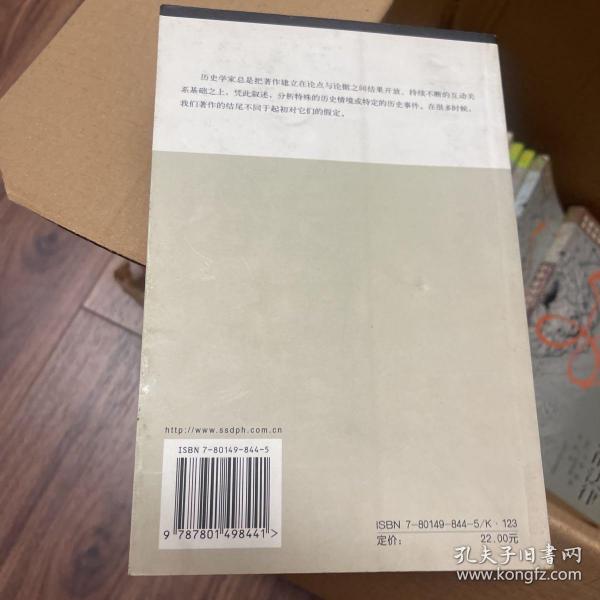 历史学家总是把著作建立在论点与论据之间结果开放、持续不断的互动关
系基础之上，凭此叙述、分析特殊的历史情境或特定的历史事件。在很多时候，
我们著作的结尾不同于起初对它们的假定。
http://www.ssdph.com.cn
ISBN 7-80149-844-5
9 787801 498441>
ISBN 7-80149-844-5/K·123
定价： 22.00元
孔夫子旧书网
www.kongfz.com